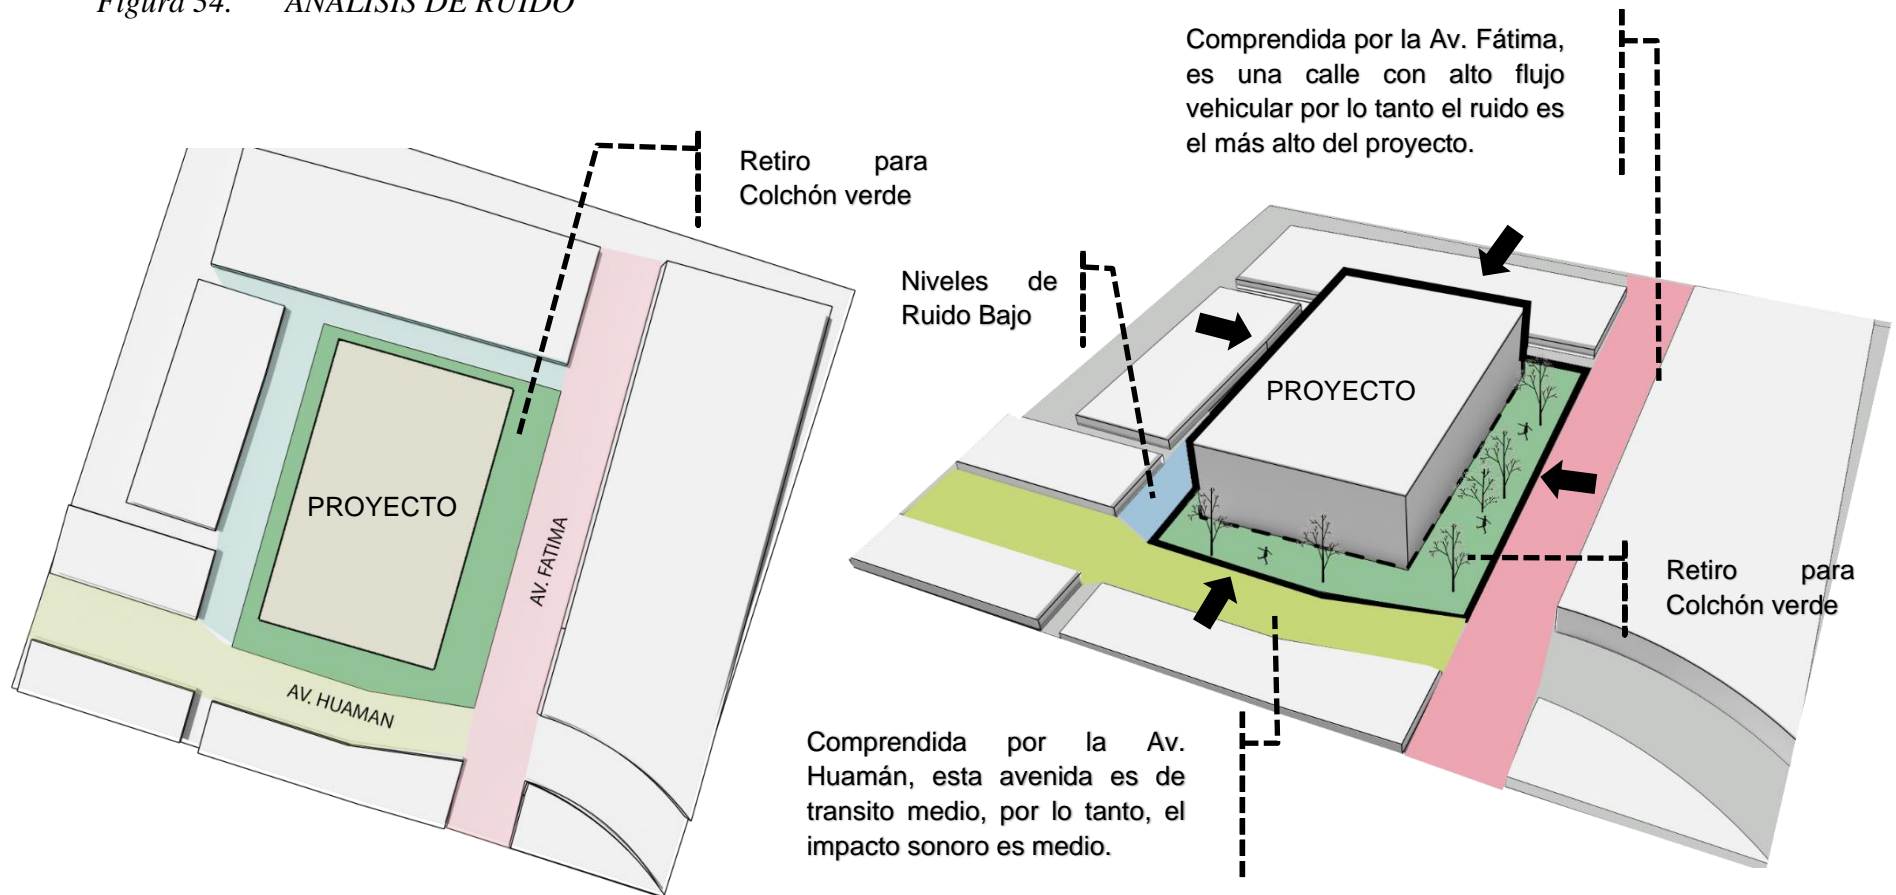 Figura 34. ANÁLISIS DE RUIDO
Comprendida por la Av. Fátima,
es una calle con alto flujo
vehicular por lo tanto el ruido es
el más alto del proyecto.
Retiro para
Colchón verde
Niveles de
Ruido Bajo
PROYECTO
PROYECTO
AV. FATIMA
AV. HUAMAN
Retiro para
Colchón verde
Comprendida por la Av.
Huamán, esta avenida es de
transito medio, por lo tanto, el
impacto sonoro es medio.